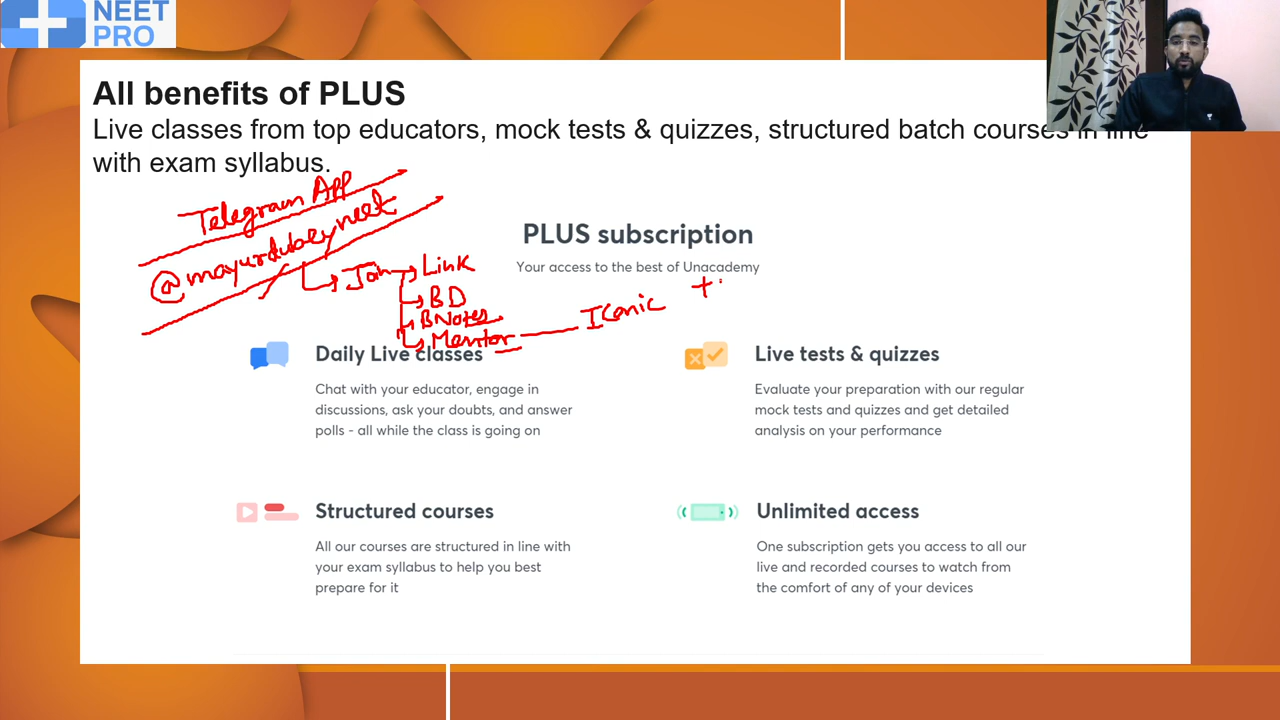 NEET
PRO
All benefits of PLUS
Live classes from top educators, mock tests & quizzes, structured batch courses in line
with exam syllabus.
Telegram App
@mayurdubeyneet
Join
Link
BD
BNotes
Mentor
Iconic
+
PLUS subscription
Your access to the best of Unacademy
Daily Live classes
Chat with your educator, engage in
discussions, ask your doubts, and answer
polls - all while the class is going on
Live tests & quizzes
Evaluate your preparation with our regular
mock tests and quizzes and get detailed
analysis on your performance
Structured courses
All our courses are structured in line with
your exam syllabus to help you best
prepare for it
Unlimited access
One subscription gets you access to all our
live and recorded courses to watch from
the comfort of any of your devices